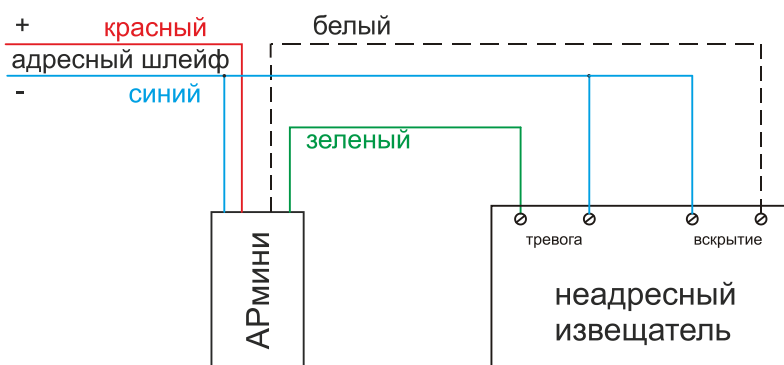 +
красный
белый
адресный шлейф
-
синий
зеленый
тревога
вскрытие
АРмини
неадресный
извещатель